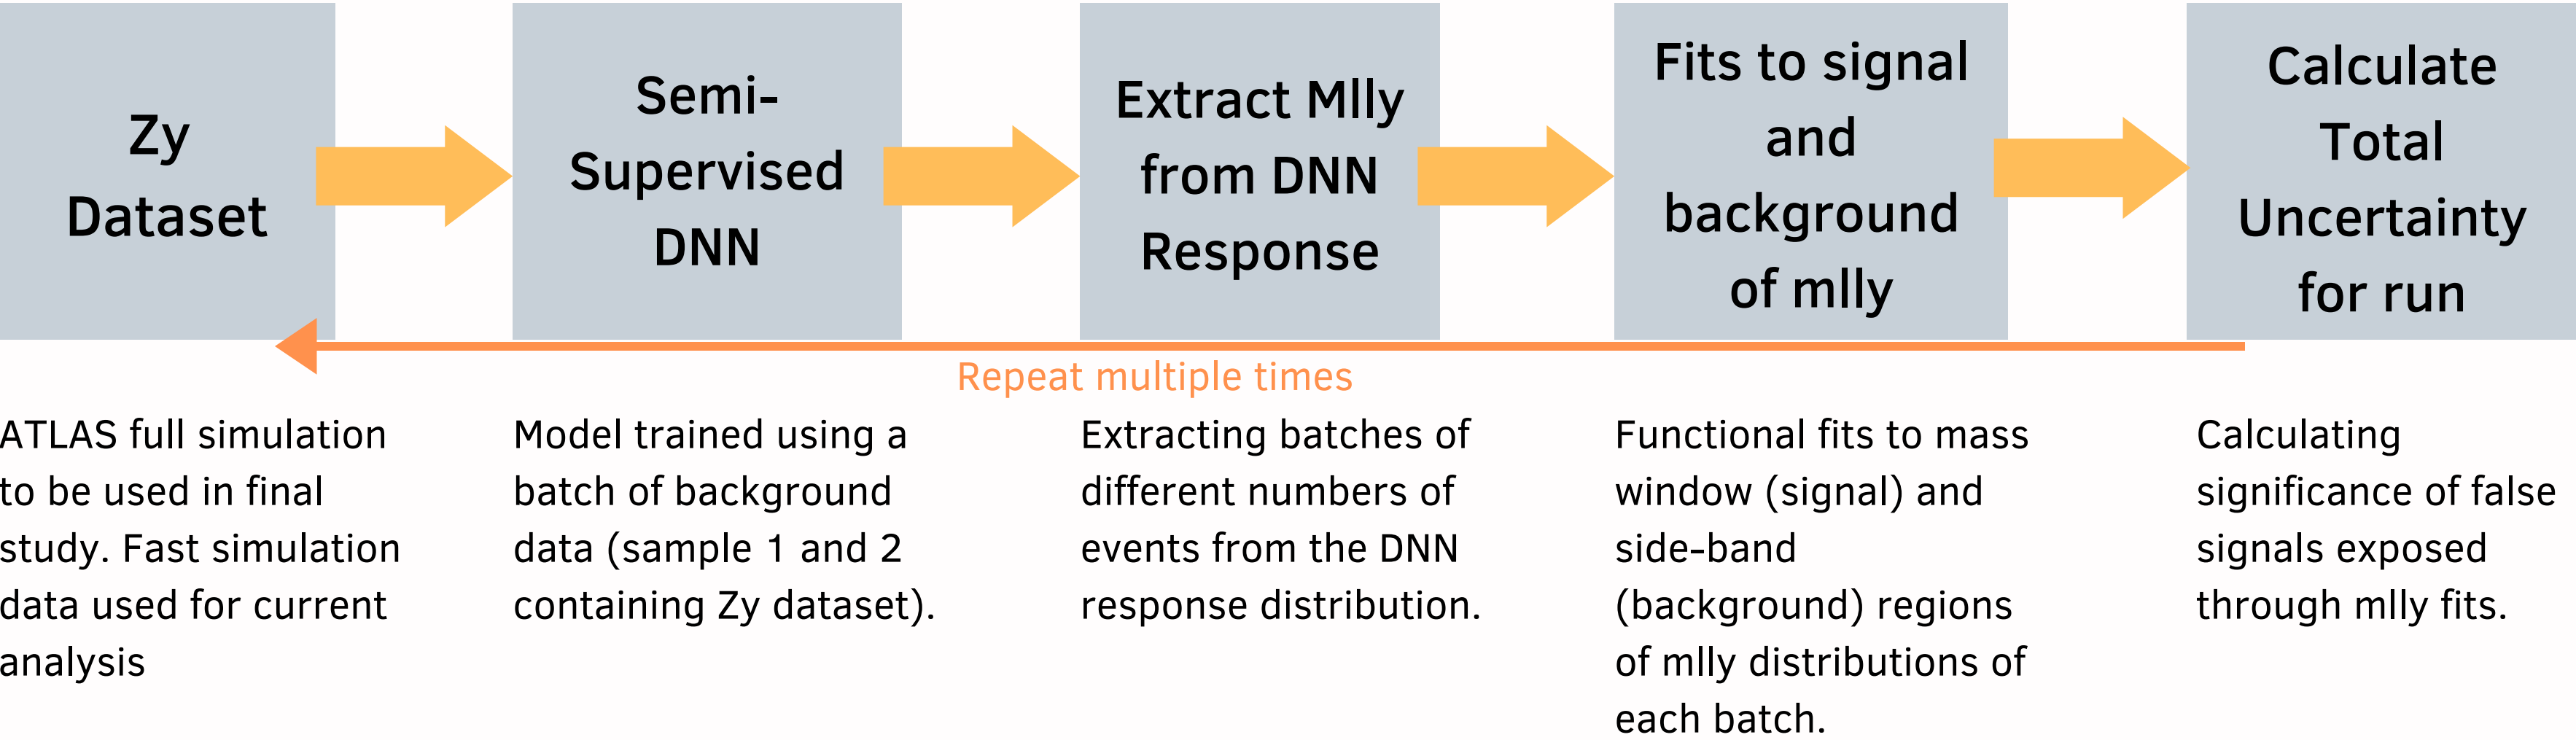 Zy
Dataset
Semi-
Supervised
DNN
Extract Mlly
from DNN
Response
Fits to signal
and
background
of mlly
Calculate
Total
Uncertainty
for run
Repeat multiple times
ATLAS full simulation
to be used in final
study. Fast simulation
data used for current
analysis
Model trained using a
batch of background
data (sample 1 and 2
containing Zy dataset).
Extracting batches of
different numbers of
events from the DNN
response distribution.
Functional fits to mass
window (signal) and
side-band
(background) regions
of mlly distributions of
each batch.
Calculating
significance of false
signals exposed
through mlly fits.